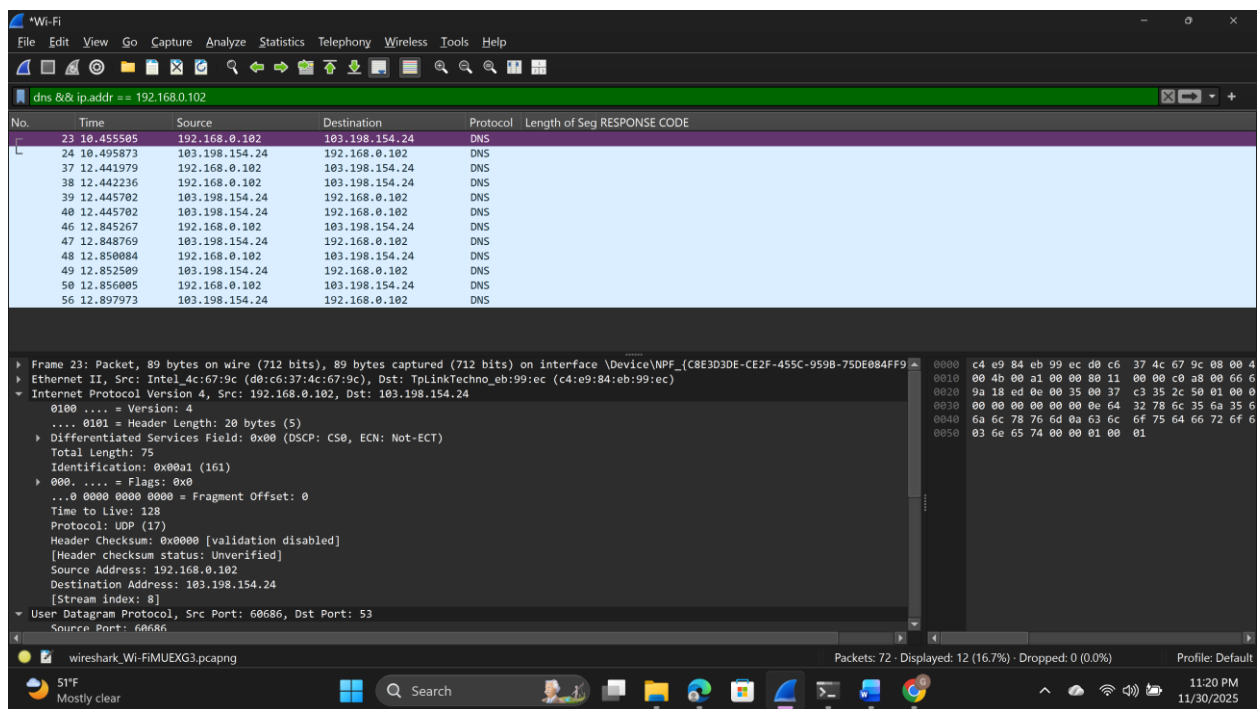 *Wi-Fi
File Edit View Go Capture Analyze Statistics Telephony Wireless Tools Help
dns && ip.addr == 192.168.0.102
No. Time Source Destination Protocol Length of Seg RESPONSE CODE
23 10.455505 192.168.0.102 103.198.154.24 DNS
24 10.495873 103.198.154.24 192.168.0.102 DNS
37 12.441979 192.168.0.102 103.198.154.24 DNS
38 12.442236 192.168.0.102 103.198.154.24 DNS
39 12.445702 103.198.154.24 192.168.0.102 DNS
40 12.445702 103.198.154.24 192.168.0.102 DNS
46 12.845267 192.168.0.102 103.198.154.24 DNS
47 12.848769 103.198.154.24 192.168.0.102 DNS
48 12.850084 192.168.0.102 103.198.154.24 DNS
49 12.852509 103.198.154.24 192.168.0.102 DNS
50 12.856005 192.168.0.102 103.198.154.24 DNS
56 12.897973 103.198.154.24 192.168.0.102 DNS
Frame 23: Packet, 89 bytes on wire (712 bits), 89 bytes captured (712 bits) on interface \Device\NPF_{C8E3D3DE-CE2F-455C-959B-75DE084FF9
Ethernet II, Src: Intel_4c:67:9c (d0:c6:37:4c:67:9c), Dst: TpLinkTechno_eb:99:ec (c4:e9:84:eb:99:ec)
Internet Protocol Version 4, Src: 192.168.0.102, Dst: 103.198.154.24
0100 .... = Version: 4
.... 0101 = Header Length: 20 bytes (5)
Differentiated Services Field: 0x00 (DSCP: CS0, ECN: Not-ECT)
Total Length: 75
Identification: 0x00a1 (161)
000. .... = Flags: 0x0
...0 0000 0000 0000 = Fragment Offset: 0
Time to Live: 128
Protocol: UDP (17)
Header Checksum: 0x0000 [validation disabled]
[Header checksum status: Unverified]
Source Address: 192.168.0.102
Destination Address: 103.198.154.24
[Stream index: 8]
User Datagram Protocol, Src Port: 60686, Dst Port: 53
Source Port: 60686
0000 c4 e9 84 eb 99 ec d0 c6 37 4c 67 9c 08 00 4
0010 00 4b 00 a1 00 00 80 11 00 00 c0 a8 00 66 6
0020 9a 18 ed 0e 00 35 00 37 c3 35 2c 50 01 00 0
0030 00 00 00 00 00 00 0e 64 32 78 6c 35 6a 35 6
0040 6a 6c 78 76 6d 0a 63 6c 6f 75 64 66 72 6f 6
0050 03 6e 65 74 00 00 01 00 01
wireshark_Wi-FiMUEXG3.pcapng
Packets: 72 · Displayed: 12 (16.7%) · Dropped: 0 (0.0%)
Profile: Default
51°F
Mostly clear
Search
11:20 PM
11/30/2025